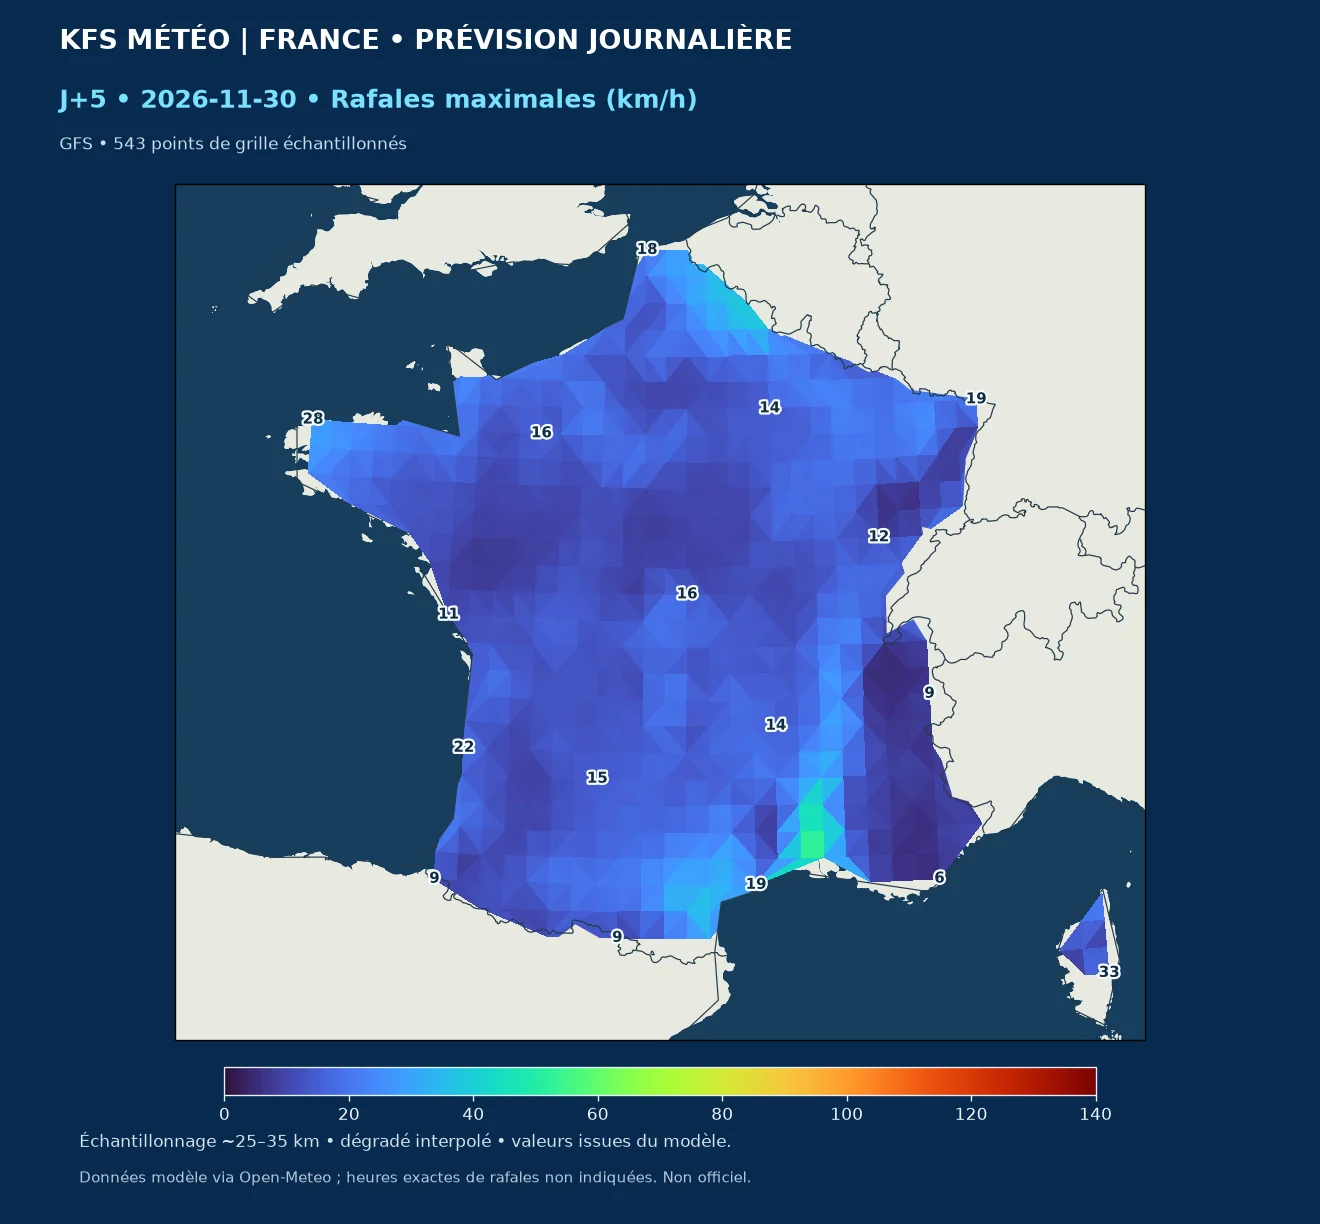 KFS MÉTÉO | FRANCE • PRÉVISION JOURNALIÈRE
J+5 • 2026-11-30 • Rafales maximales (km/h)
GFS • 543 points de grille échantillonnés
18
19
14
28
16
12
16
11
9
14
22
15
9
19
6
9
33
0 20 40 60 80 100 120 140
Échantillonnage ~25–35 km • dégradé interpolé • valeurs issues du modèle.
Données modèle via Open-Meteo ; heures exactes de rafales non indiquées. Non officiel.